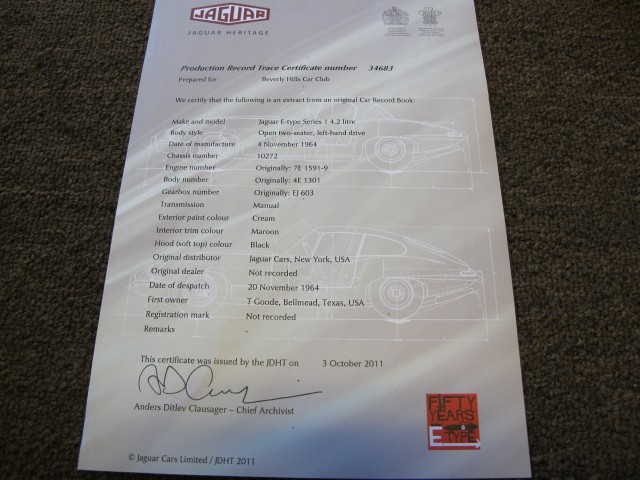 JAGUAR
JAGUAR HERITAGE
Production Record Trace Certificate number 34683
Prepared for Beverly Hills Car Club
We certify that the following is an extract from an original Car Record Book:
Make and model Jaguar E-type Series 1 4.2 litre
Body style Open two-seater, left-hand drive
Date of manufacture 4 November 1964
Chassis number 10272
Engine number Originally: 7E 1591-9
Body number Originally: 4E 1301
Gearbox number Originally: EJ 603
Transmission Manual
Exterior paint colour Cream
Interior trim colour Maroon
Hood (soft top) colour Black
Original distributor Jaguar Cars, New York, USA
Original dealer Not recorded
Date of despatch 20 November 1964
First owner T Goode, Bellmead, Texas, USA
Registration mark Not recorded
Remarks -
This certificate was issued by the JDHT on 3 October 2011
Anders Ditlev Clausager – Chief Archivist
FIFTY
YEARS
E TYPE
© Jaguar Cars Limited / JDHT 2011